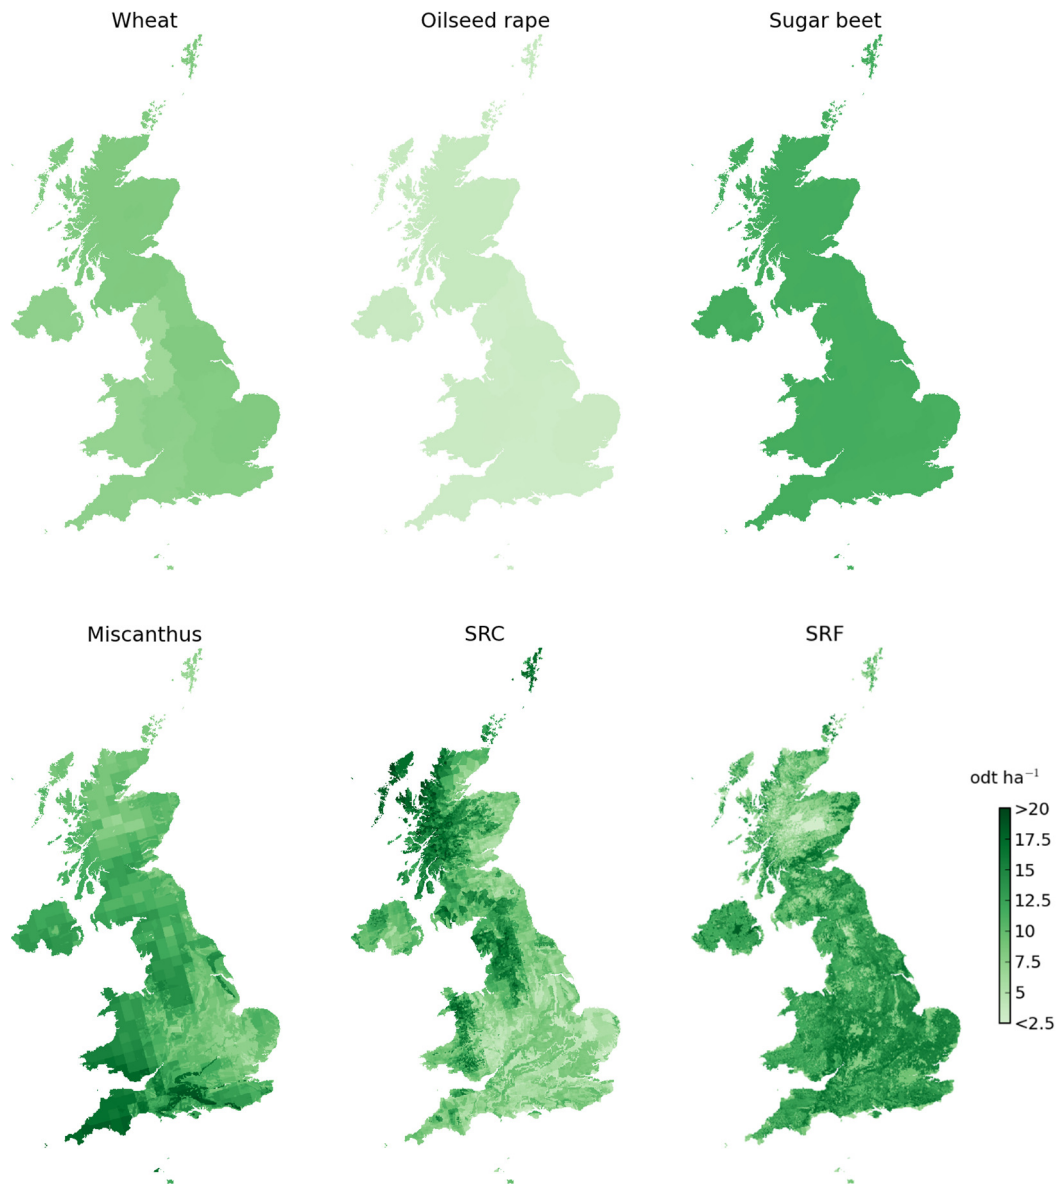 Wheat
Oilseed rape
Sugar beet
Miscanthus
SRC
SRF
odt ha⁻¹
>20
17.5
15
12.5
10
7.5
5
<2.5